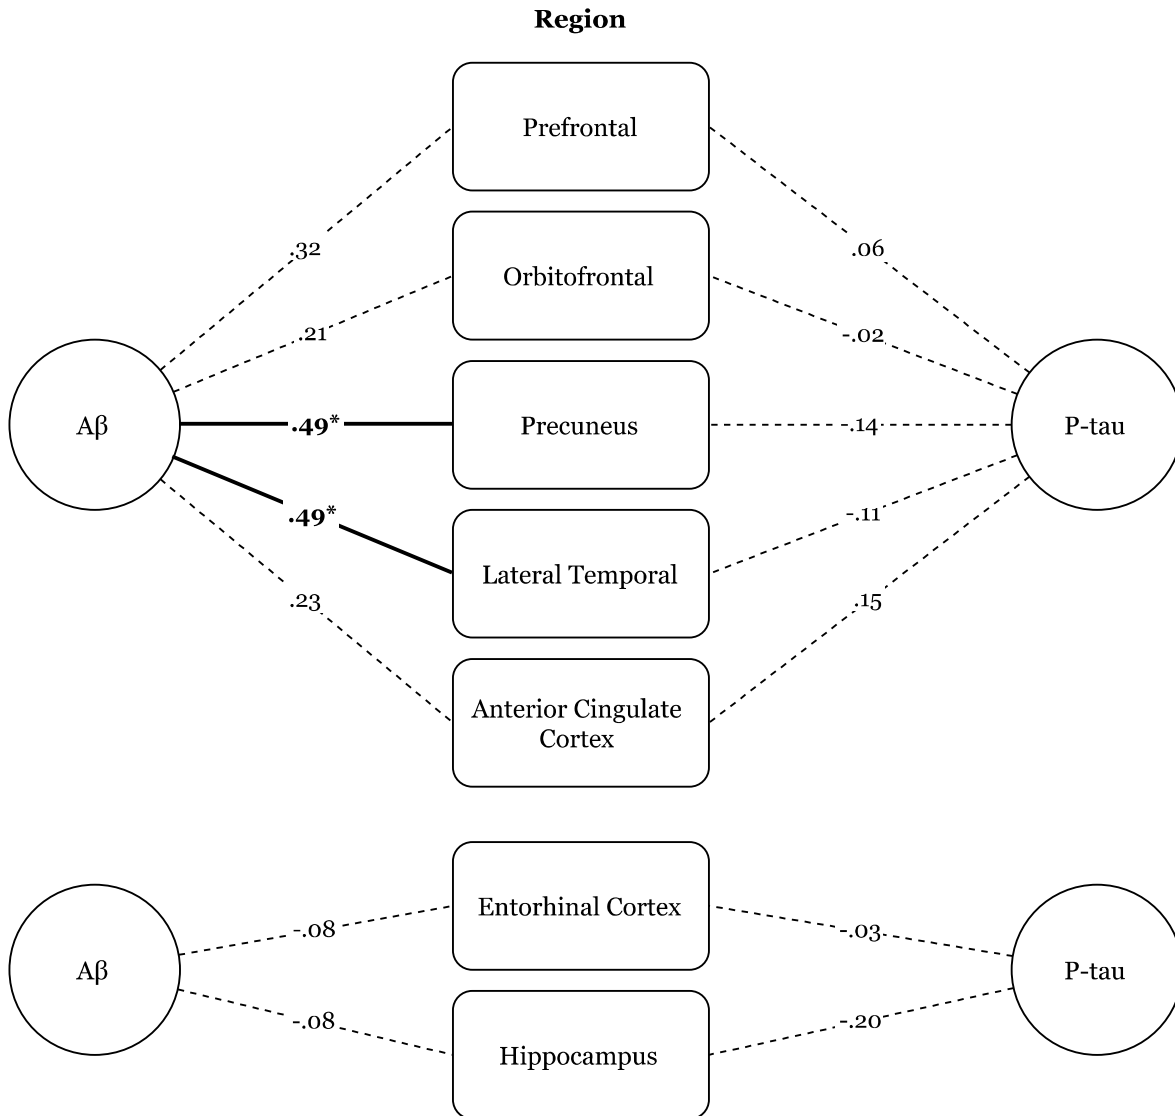 Region
Prefrontal
.32
.06
Orbitofrontal
.21
-.02
Aβ
.49*
Precuneus
-.14
P-tau
.49*
Lateral Temporal
-.11
.23
.15
Anterior Cingulate
Cortex
Entorhinal Cortex
-.08
-.03
Aβ
P-tau
-.08
-.20
Hippocampus